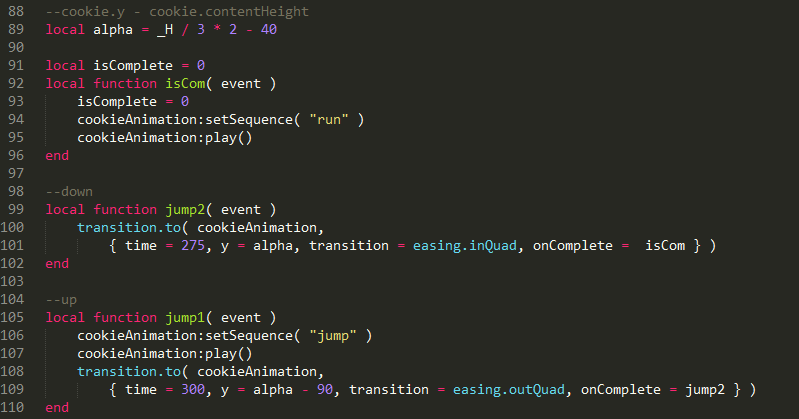 88 --cookie.y - cookie.contentHeight
89 local alpha = _H / 3 * 2 - 40
90
91 local isComplete = 0
92 local function isCom( event )
93     isComplete = 0
94     cookieAnimation:setSequence( "run" )
95     cookieAnimation:play()
96 end
97
98 --down
99 local function jump2( event )
100     transition.to( cookieAnimation,
101         { time = 275, y = alpha, transition = easing.inQuad, onComplete =  isCom } )
102 end
103
104 --up
105 local function jump1( event )
106     cookieAnimation:setSequence( "jump" )
107     cookieAnimation:play()
108     transition.to( cookieAnimation,
109         { time = 300, y = alpha - 90, transition = easing.outQuad, onComplete = jump2 } )
110 end